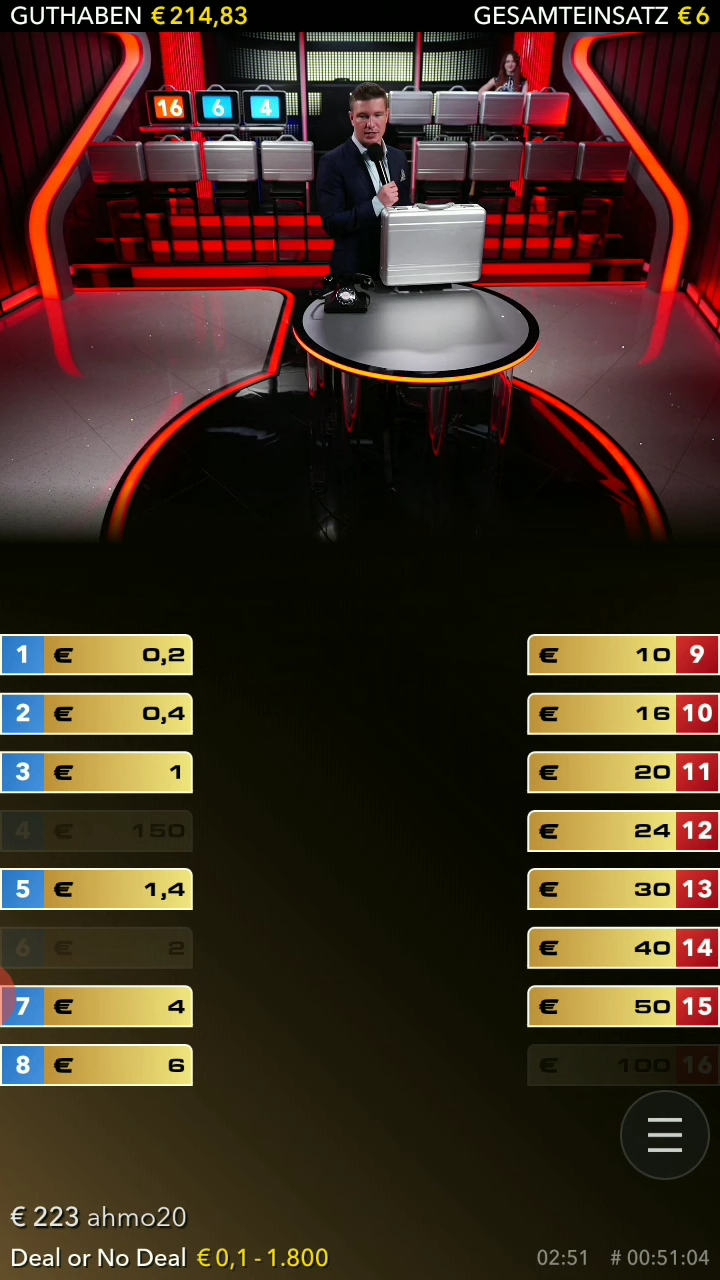 GUTHABEN € 214,83 GESAMTEINSATZ € 6
16 6 4
1 € 0,2
€ 10 9
2 € 0,4
€ 16 10
3 € 1
€ 20 11
4 € 150
€ 24 12
5 € 1,4
€ 30 13
6 € 2
€ 40 14
7 € 4
€ 50 15
8 € 6
€ 100 16
€ 223 ahmo20
Deal or No Deal € 0,1 - 1.800 02:51 # 00:51:04